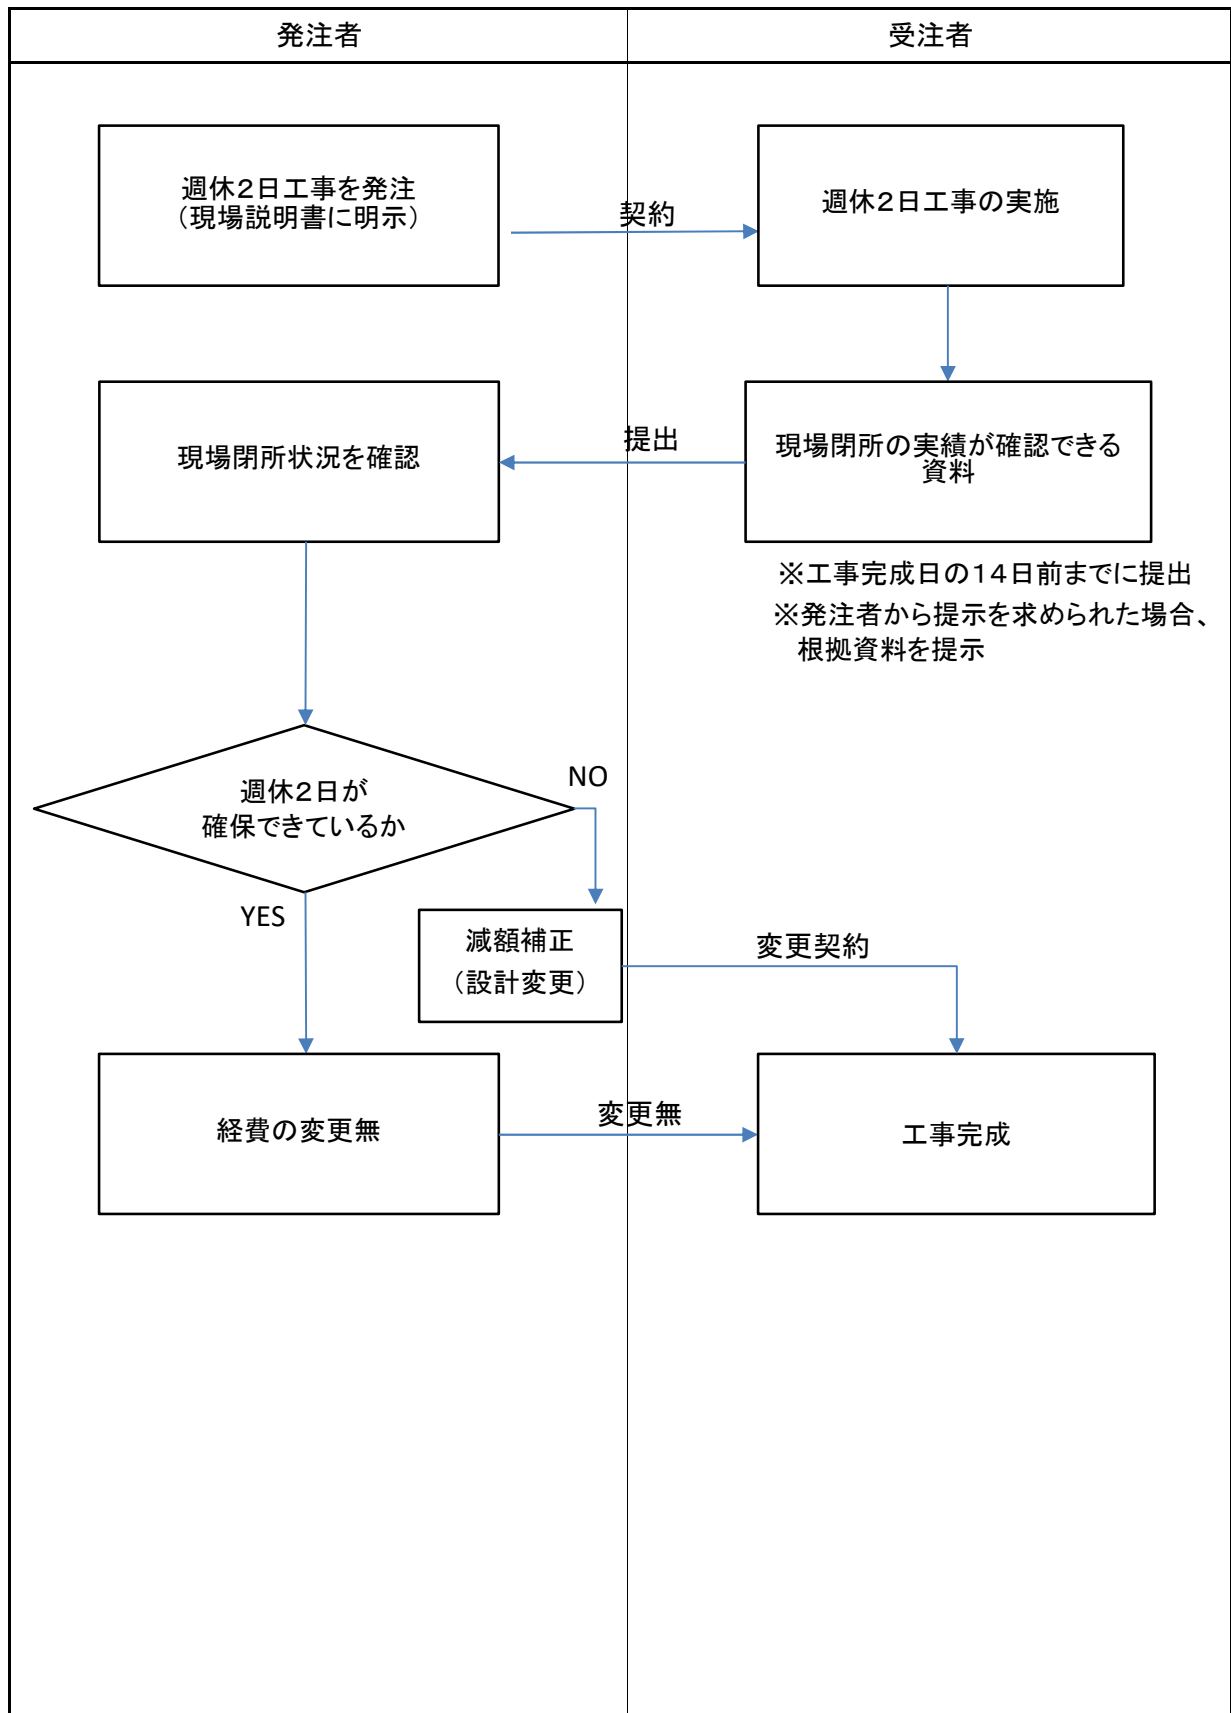 発注者
受注者
週休2日工事を発注
（現場説明書に明示）
契約
週休2日工事の実施
現場閉所状況を確認
提出
現場閉所の実績が確認できる
資料
※工事完成日の14日前までに提出
※発注者から提示を求められた場合、
根拠資料を提示
週休2日が
確保できているか
NO
YES
減額補正
（設計変更）
変更契約
経費の変更無
変更無
工事完成